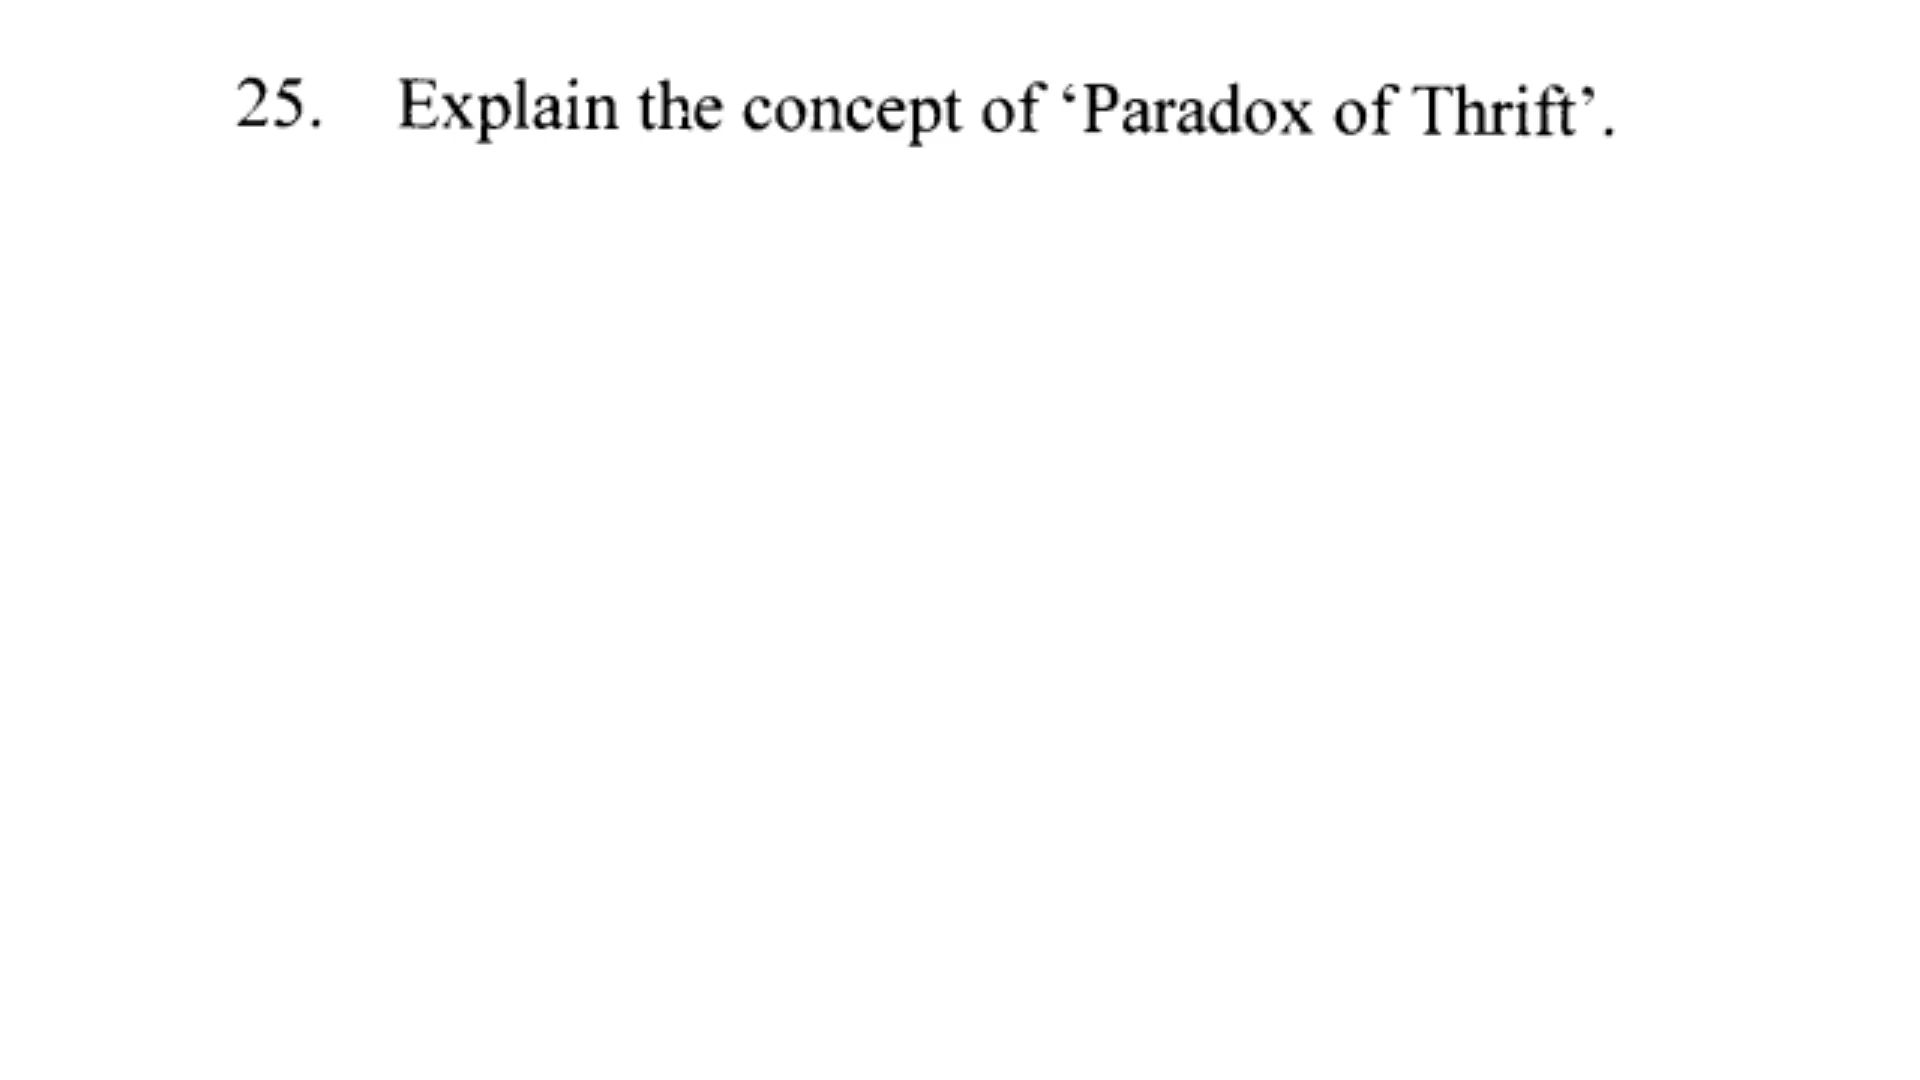 25. Explain the concept of ‘Paradox of Thrift’.